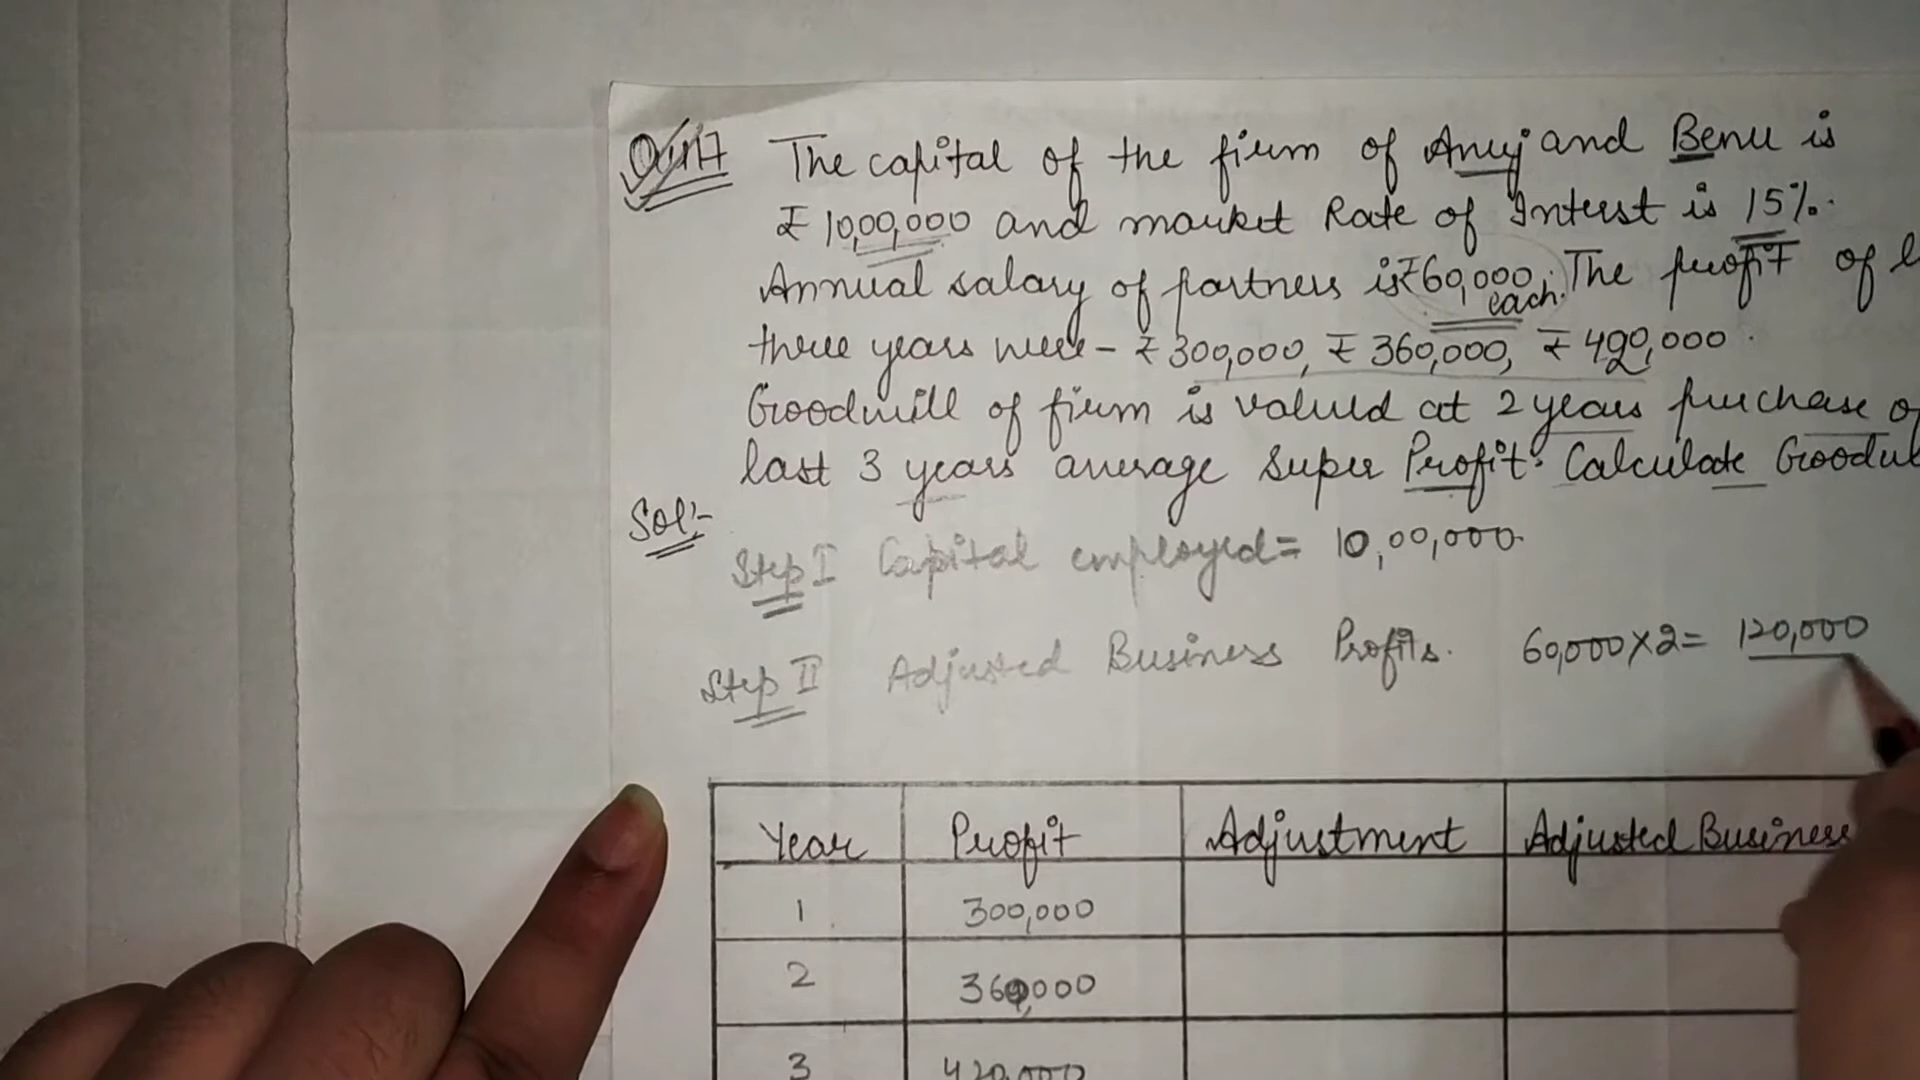 Qu17 The capital of the firm of Anuj and Benu is
₹ 10,00,000 and market Rate of Interest is 15%.
Annual salary of partners is ₹60,000 each. The profit of
three years were - ₹ 300,000, ₹ 360,000, ₹ 420,000.
Goodwill of firm is valued at 2 years purchase of
last 3 years average super Profit. Calculate
Sol:-
Step I Capital employed = 10,00,000.
Step II Adjusted Business Profits. 60,000×2= 120,000
Year Profit Adjustment Adjusted Business
1 300,000
2 360,000
3 420,000